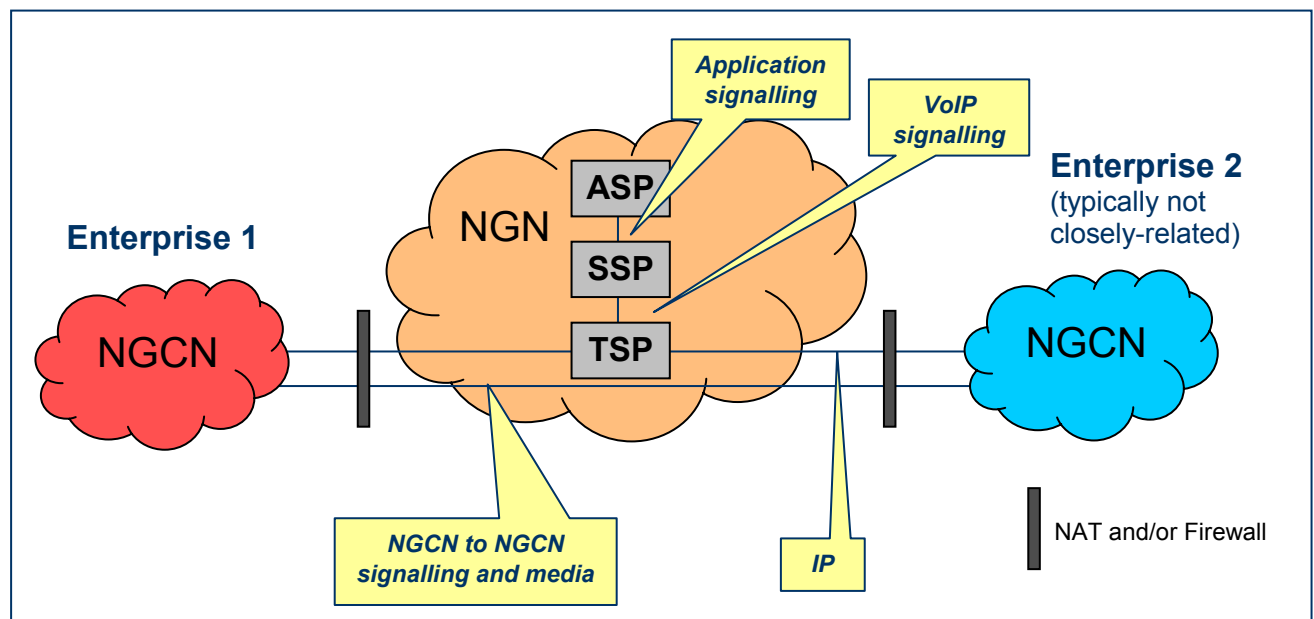 Application
signalling
VoIP
signalling
Enterprise 2
(typically not
closely-related)
ASP
NGN
Enterprise 1
SSP
NGCN
TSP
NGCN
NGCN to NGCN
signalling and media
IP
NAT and/or Firewall